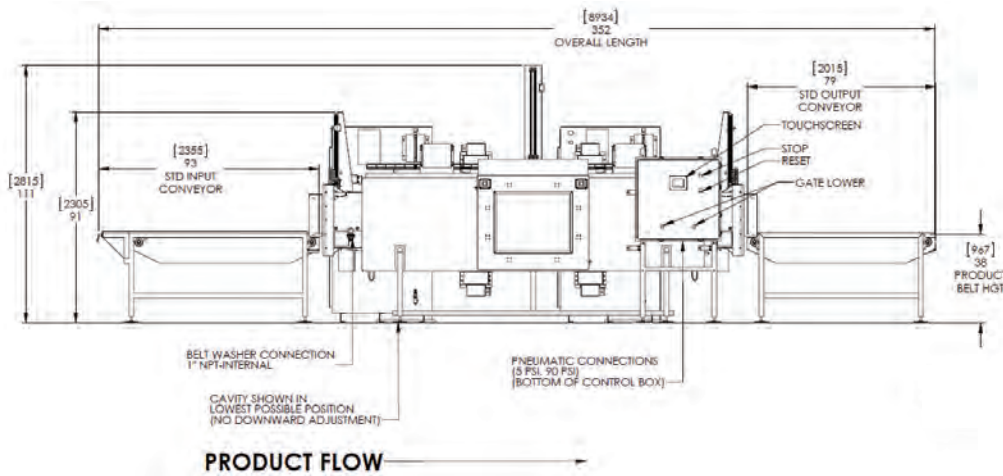 [8934]
352
OVERALL LENGTH
[2015]
79
STD OUTPUT
CONVEYOR
TOUCHSCREEN
STOP
RESET
GATE LOWER
[2355]
93
STD INPUT
CONVEYOR
[2815]
111
[2305]
91
[967]
38
PRODUCT
BELT HGT
BELT WASHER CONNECTION
1" NPT-INTERNAL
PNEUMATIC CONNECTIONS
(5 PSI, 90 PSI)
(BOTTOM OF CONTROL BOX)
CAVITY SHOWN IN
LOWEST POSSIBLE POSITION
(NO DOWNWARD ADJUSTMENT)
PRODUCT FLOW